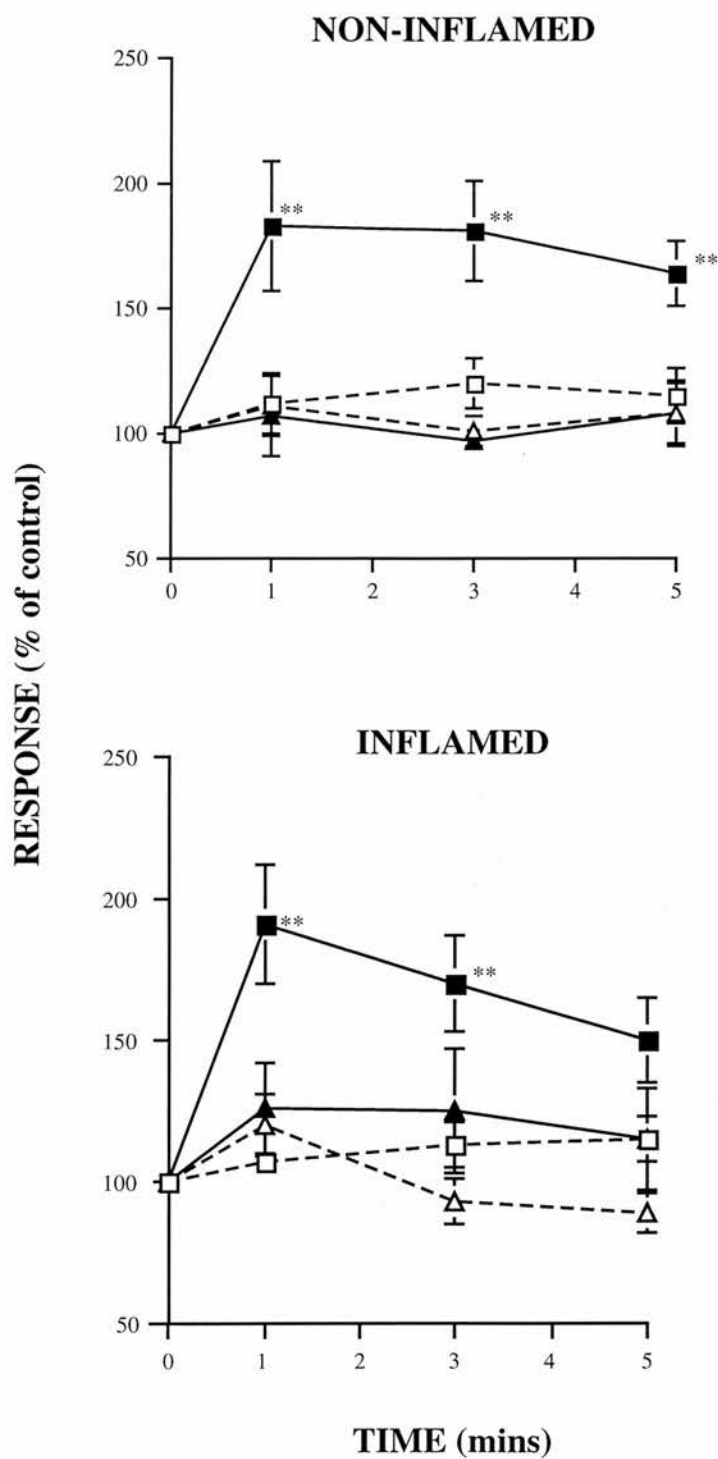 NON-INFLAMED
250
200
150
100
50
**
**
**
0 1 2 3 4 5
RESPONSE (% of control)
INFLAMED
250
200
150
100
50
**
**
0 1 2 3 4 5
TIME (mins)